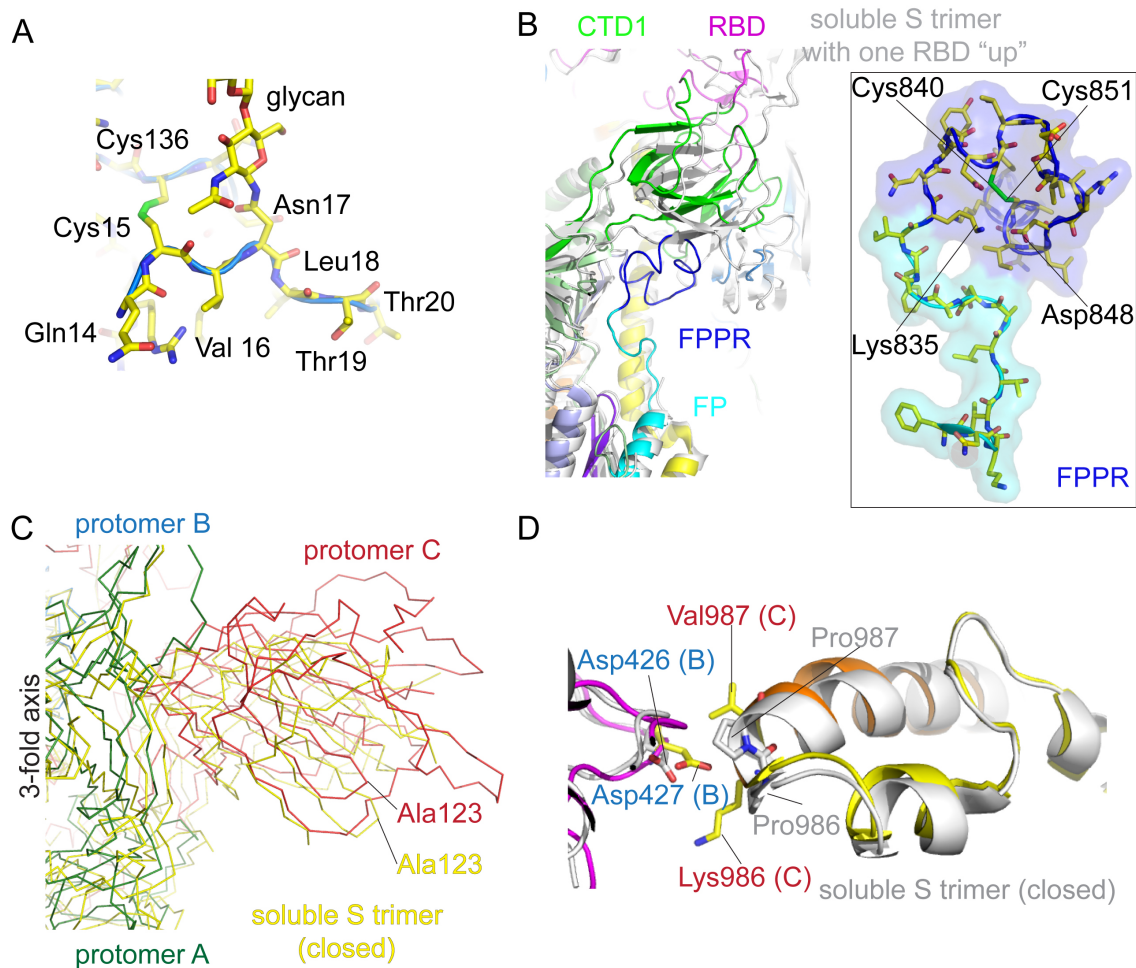 A
glycan
Cys136
Asn17
Cys15
Leu18
Thr20
Gln14
Val 16
Thr19
B
CTD1
RBD
soluble S trimer
with one RBD “up”
Cys840
Cys851
FPPR
Asp848
Lys835
FP
FPPR
C
protomer B
protomer C
3-fold axis
Ala123
Ala123
soluble S trimer
(closed)
protomer A
D
Val987 (C)
Pro987
Asp426 (B)
Asp427 (B)
Pro986
Lys986 (C)
soluble S trimer (closed)